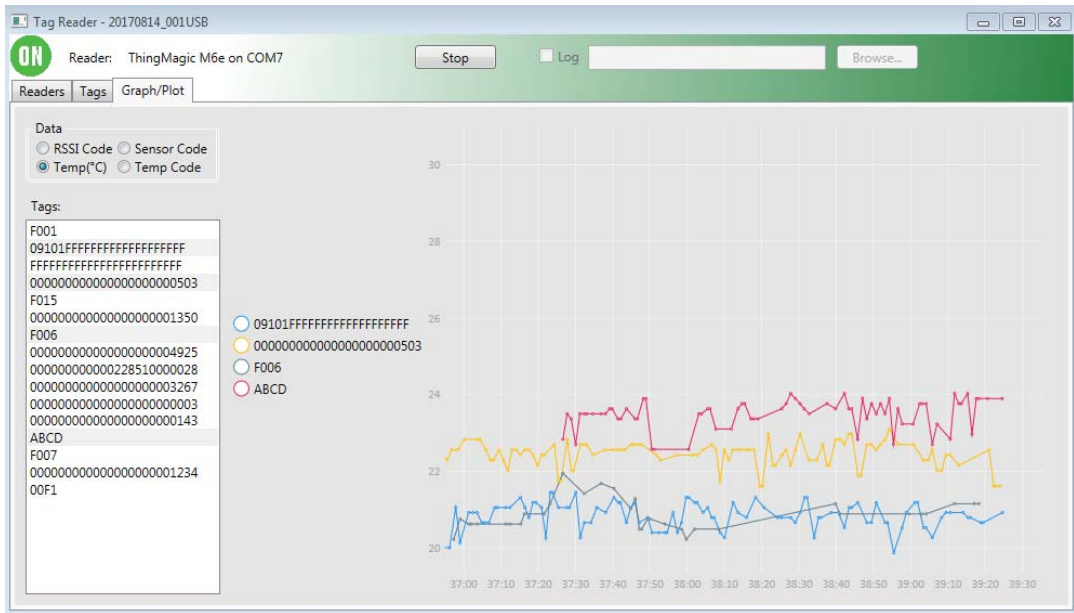 Tag Reader - 20170814_001USB
ON Reader: ThingMagic M6e on COM7 Stop Log Browse...
Readers Tags Graph/Plot
Data
RSSI Code Sensor Code
Temp(°C) Temp Code
Tags:
F001
09101FFFFFFFFFFFFFFFFFFF
FFFFFFFFFFFFFFFFFFFFFFFF
000000000000000000000503
F015
000000000000000000001350
F006
000000000000000000004925
000000000000228510000028
000000000000000000003267
000000000000000000000003
000000000000000000000143
ABCD
F007
000000000000000000001234
00F1
09101FFFFFFFFFFFFFFFFFFF
000000000000000000000503
F006
ABCD
30
28
26
24
22
20
37:00 37:10 37:20 37:30 37:40 37:50 38:00 38:10 38:20 38:30 38:40 38:50 39:00 39:10 39:20 39:30